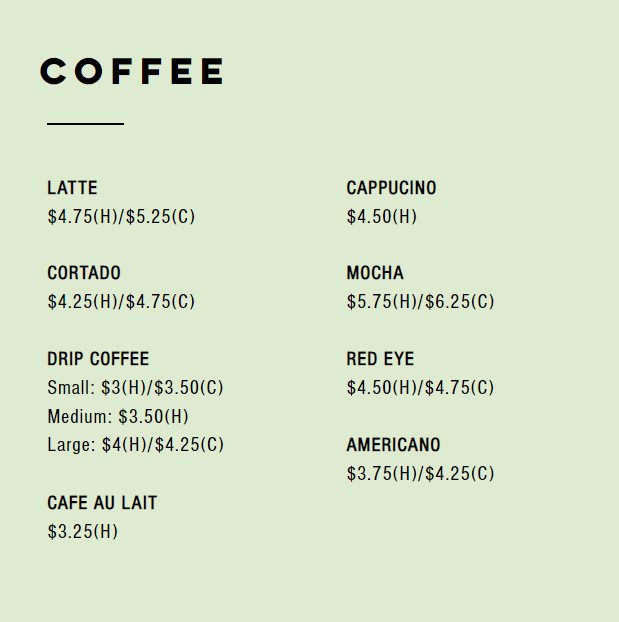 COFFEE
LATTE
$4.75(H)/$5.25(C)
CORTADO
$4.25(H)/$4.75(C)
DRIP COFFEE
Small: $3(H)/$3.50(C)
Medium: $3.50(H)
Large: $4(H)/$4.25(C)
CAFE AU LAIT
$3.25(H)
CAPPUCINO
$4.50(H)
MOCHA
$5.75(H)/$6.25(C)
RED EYE
$4.50(H)/$4.75(C)
AMERICANO
$3.75(H)/$4.25(C)